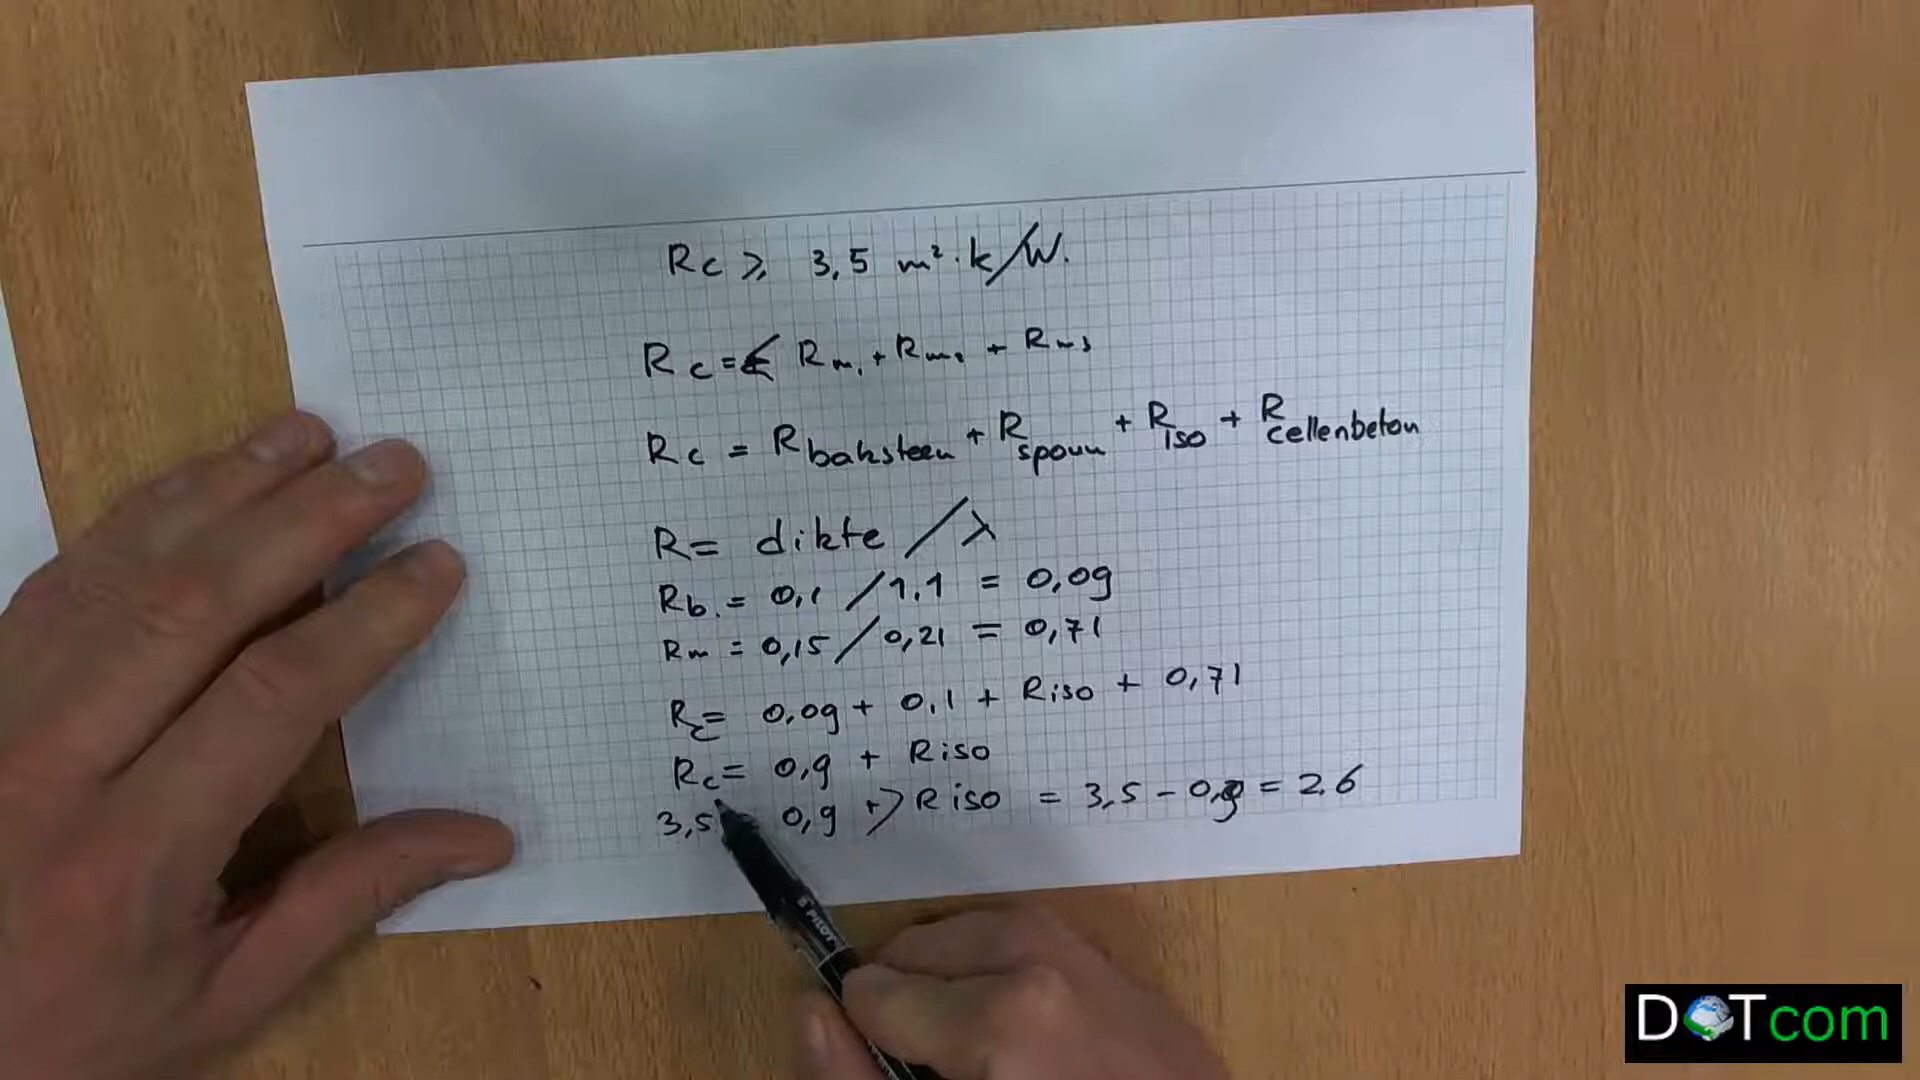 Rc ⩾ 3,5 m²·k/W.
Rc = Rm1 + Rm2 + Rm3
Rc = Rbaksteen + Rspouw + Riso + Rcellenbeton
R = dikte / λ
Rb. = 0,1 / 1,1 = 0,09
Rm = 0,15 / 0,21 = 0,71
Rc = 0,09 + 0,1 + Riso + 0,71
Rc = 0,9 + Riso
3,5 = 0,9 + Riso = 3,5 - 0,9 = 2.6
PILOT
DOTcom